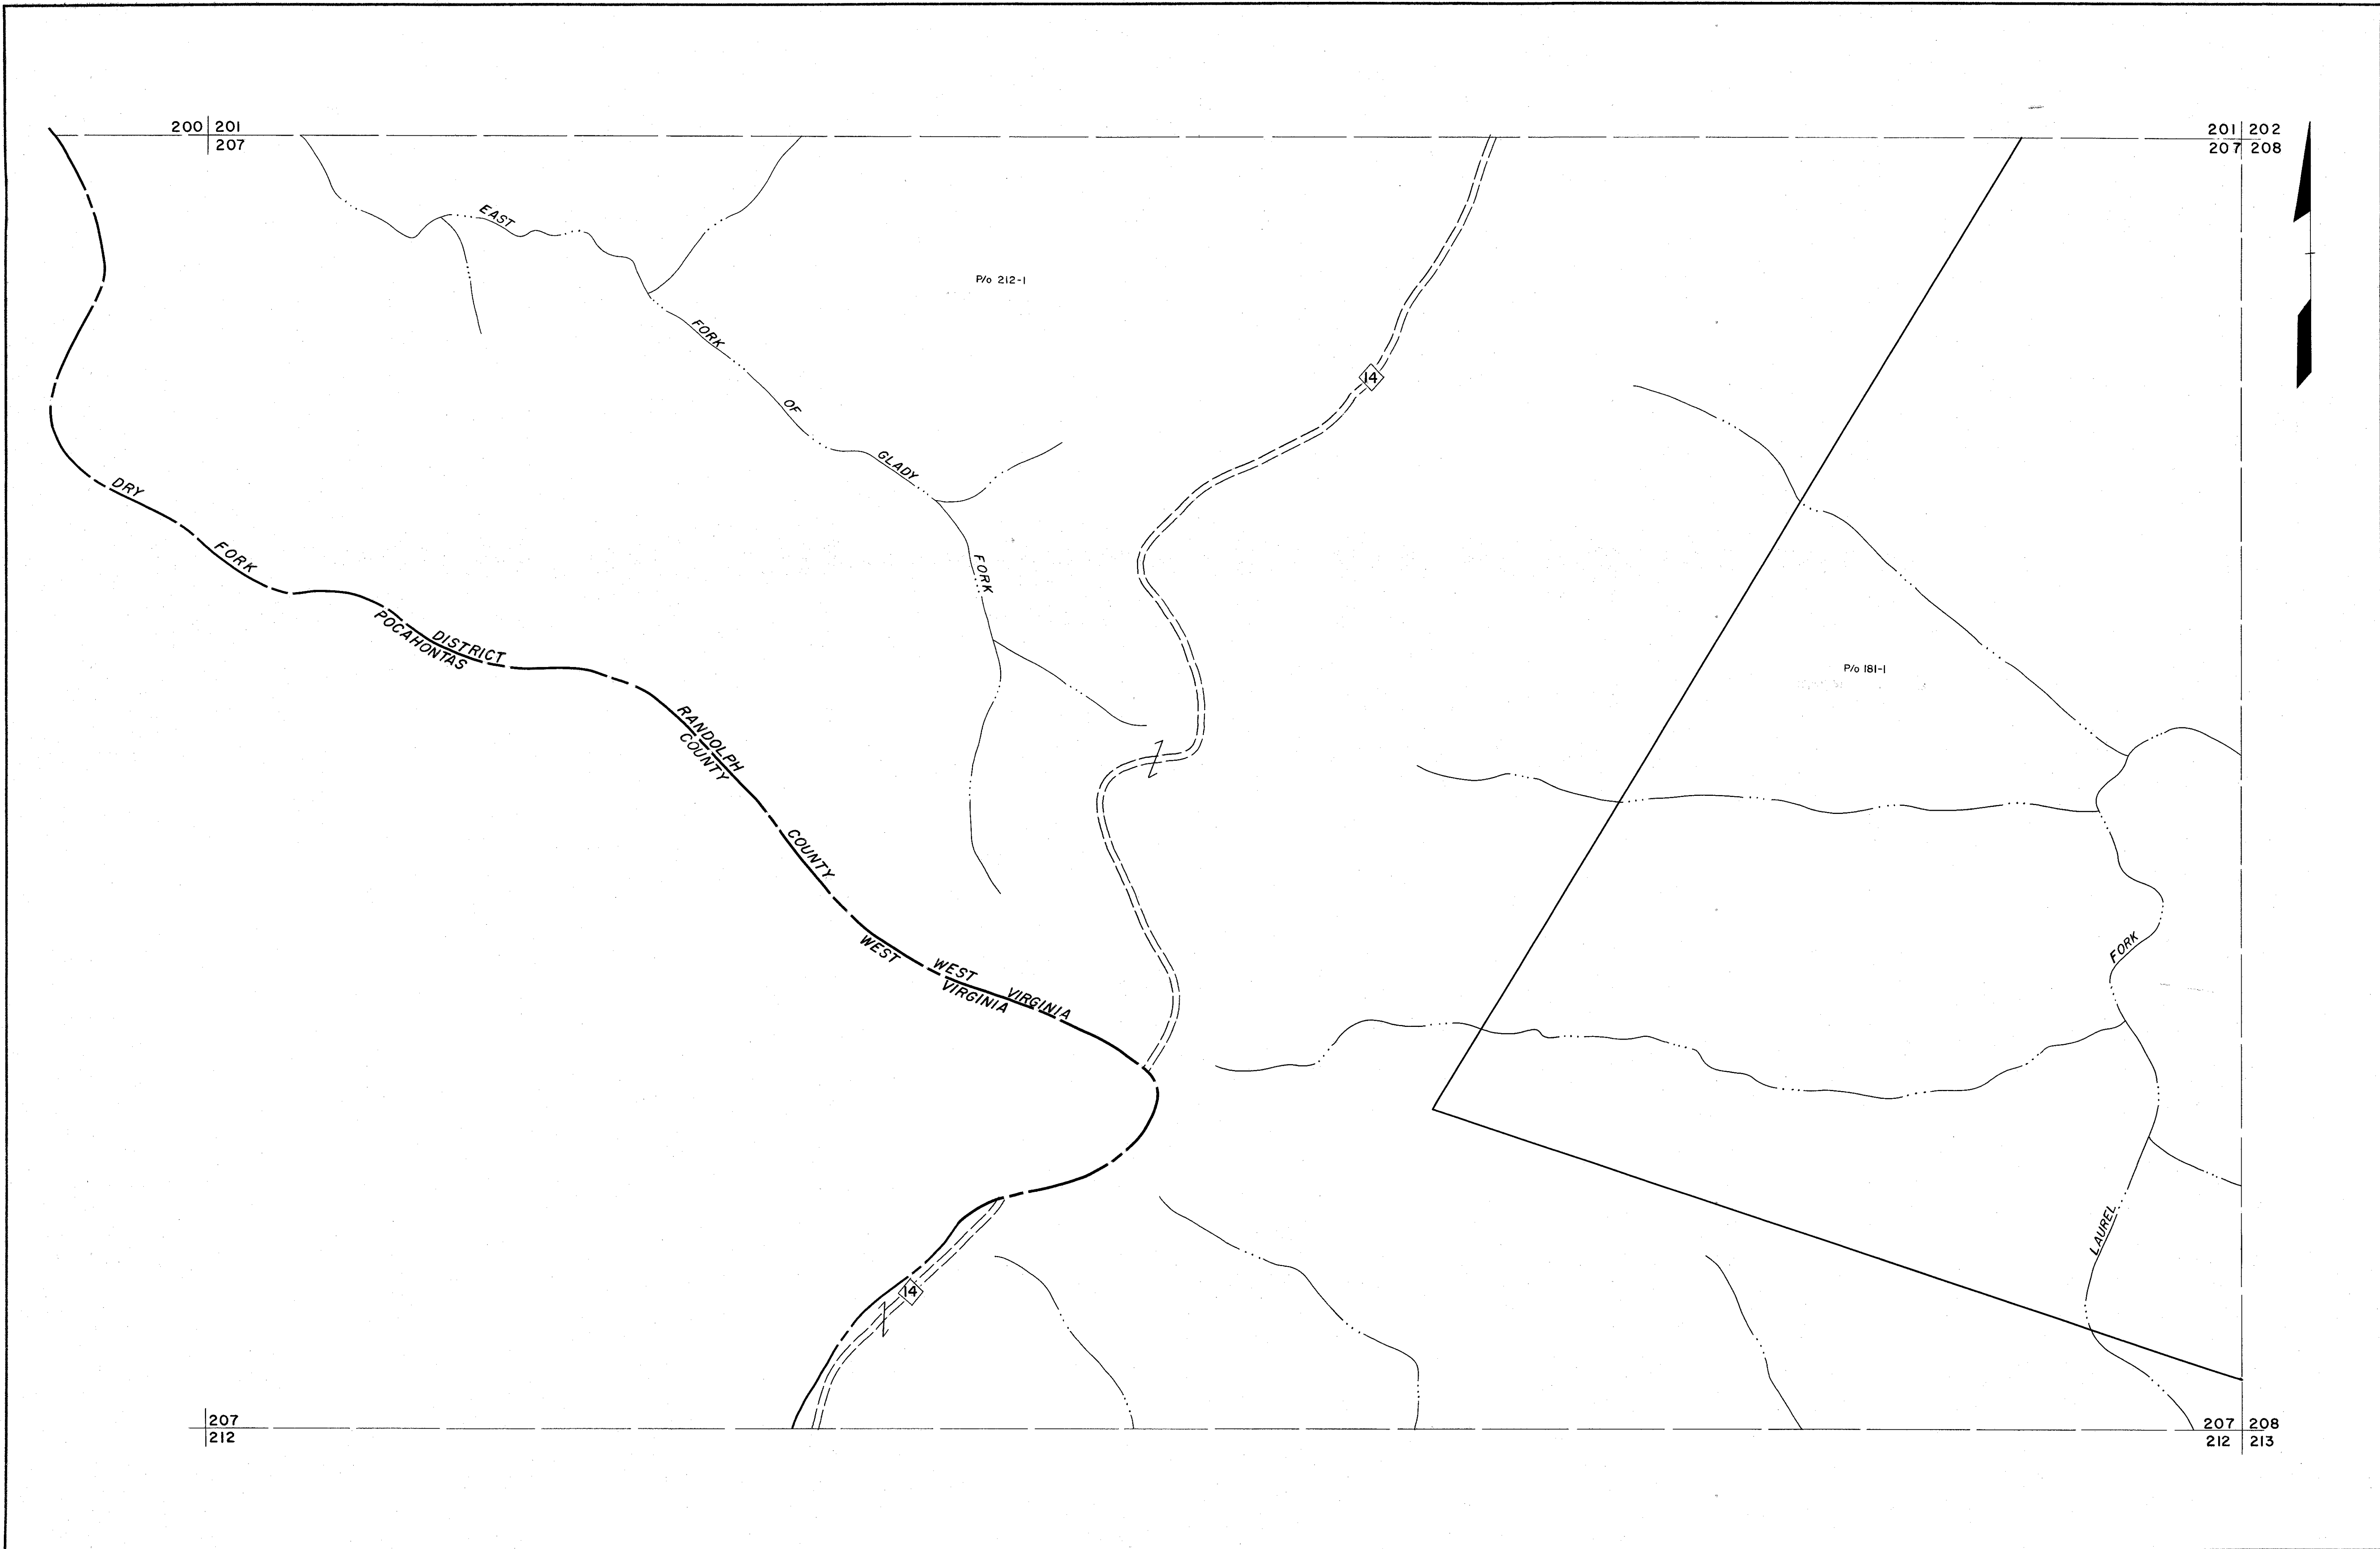 200 201
207
201 202
207 208
EAST FORK OF GLADY FORK
P/o 212-1
14
DRY FORK DISTRICT
RANDOLPH COUNTY
WEST VIRGINIA
POCAHONTAS COUNTY
WEST VIRGINIA
P/o 181-1
LAUREL FORK
14
207
212
207 208
212 213